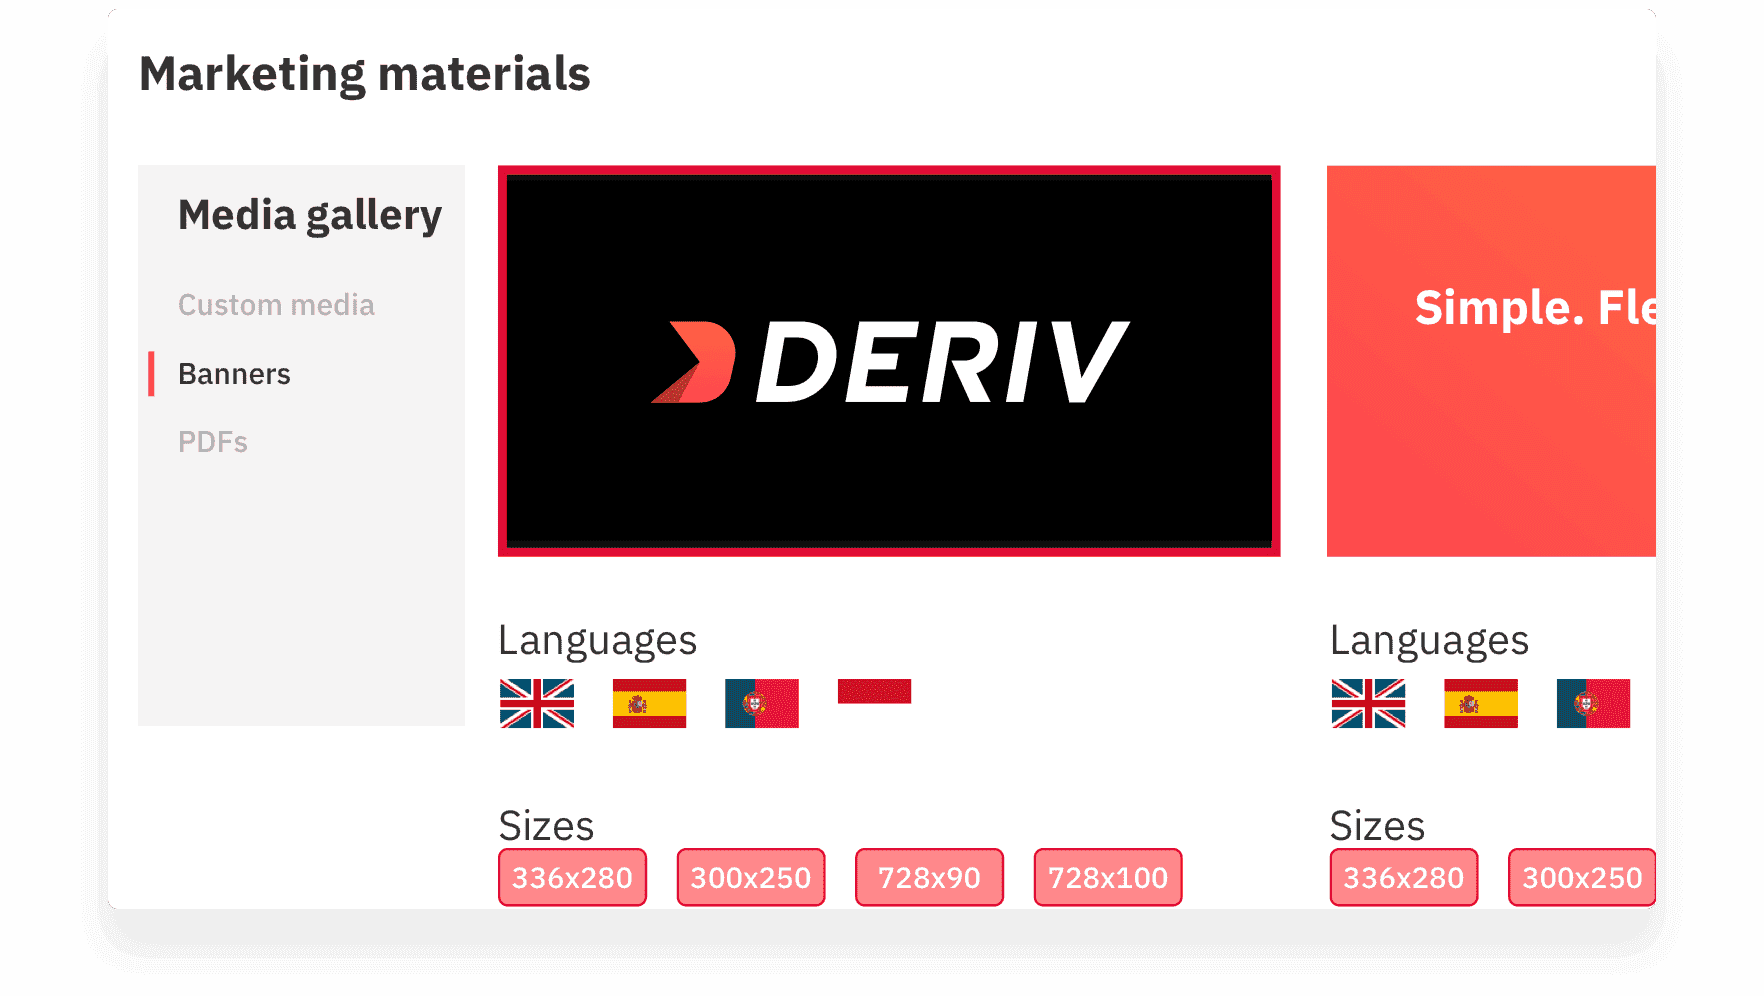 Marketing materials
Media gallery
Custom media
Banners
PDFs
DERIV
Languages
Sizes
336x280
300x250
728x90
728x100
Simple. Fle
Languages
Sizes
336x280
300x250